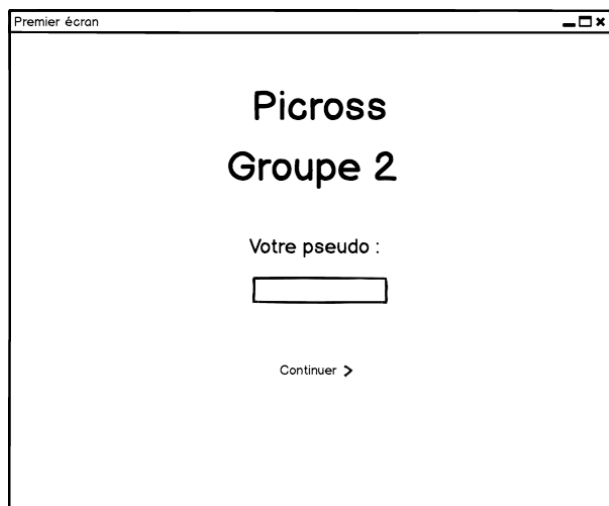 Premier écran
Picross
Groupe 2
Votre pseudo :
Continuer >